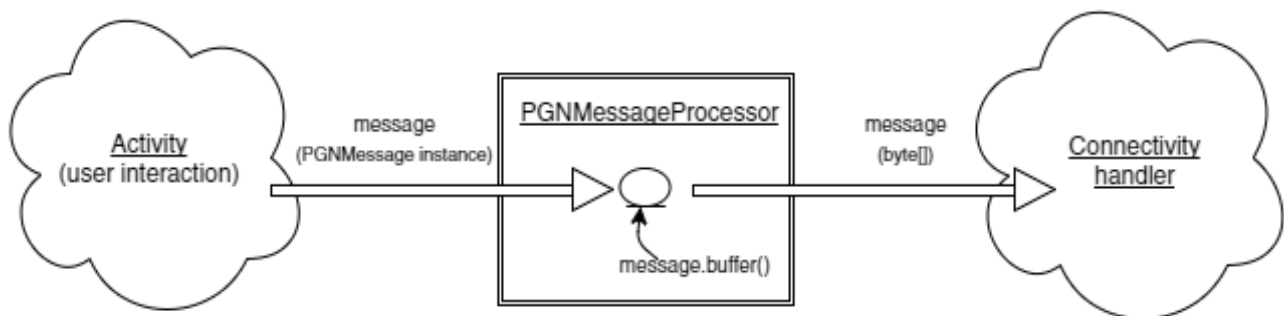 Activity
(user interaction)
message
(PGNMessage instance)
PGNMessageProcessor
message.buffer()
message
(byte[])
Connectivity
handler